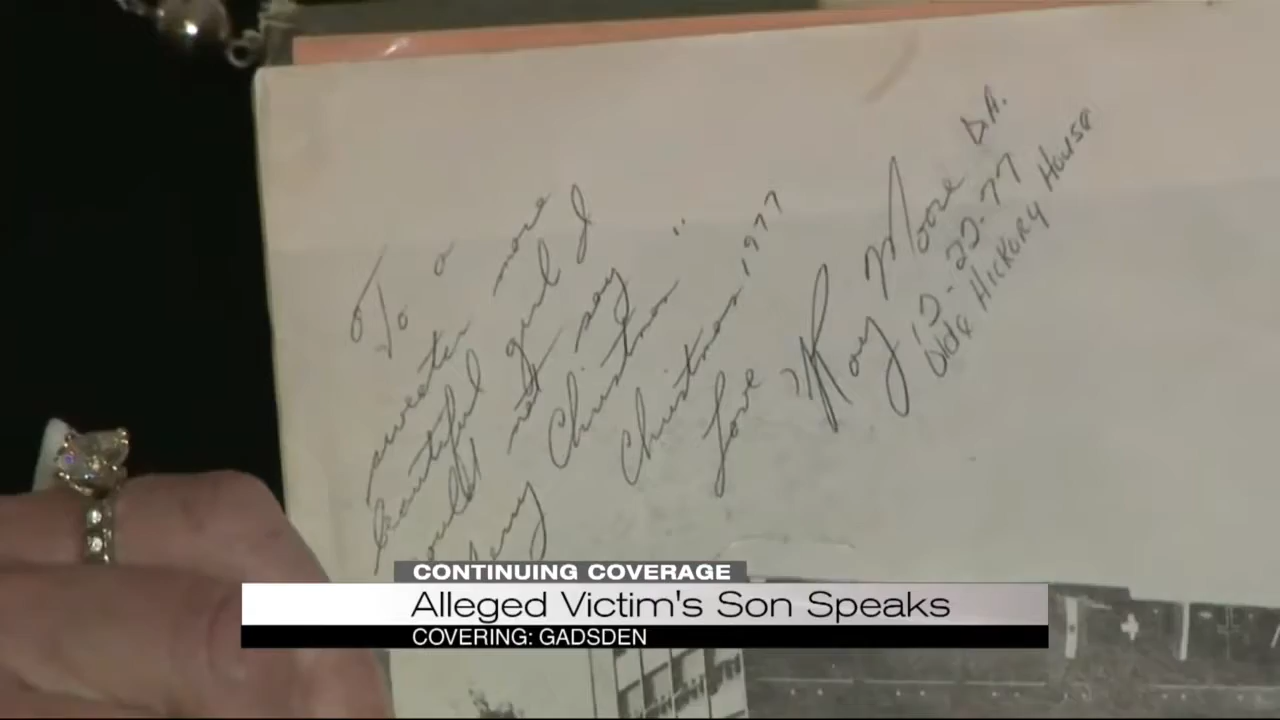 To a
sweeter more
beautiful girl I
could not say
Merry Christmas"
Christmas 1977
Love, Roy Moore D.A.
12-22-77
Olde Hickory House
CONTINUING COVERAGE
Alleged Victim's Son Speaks
COVERING: GADSDEN